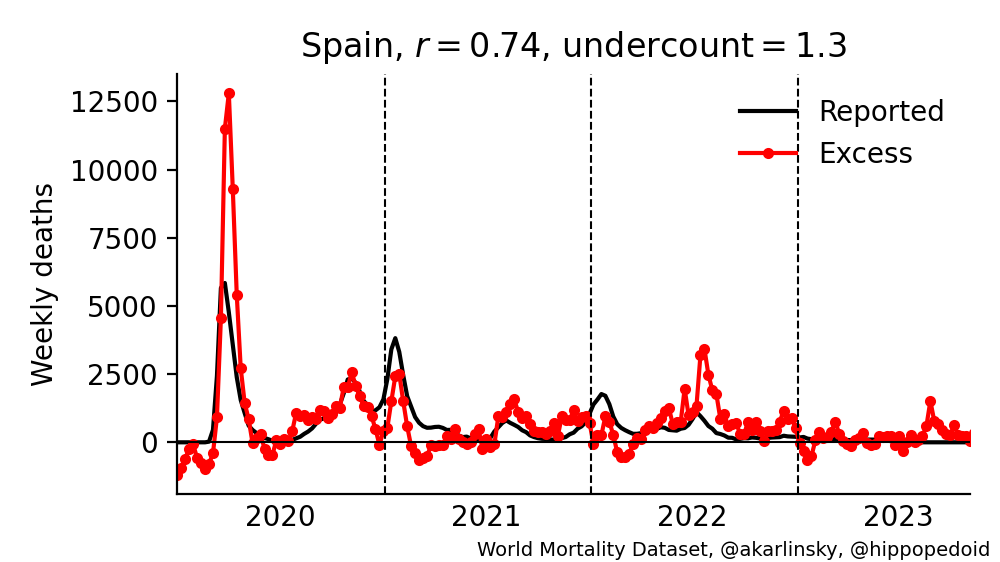 Spain, r = 0.74, undercount = 1.3
12500
10000
7500
5000
2500
0
Weekly deaths
Reported
Excess
2020 2021 2022 2023
World Mortality Dataset, @akarlinsky, @hippopedoid